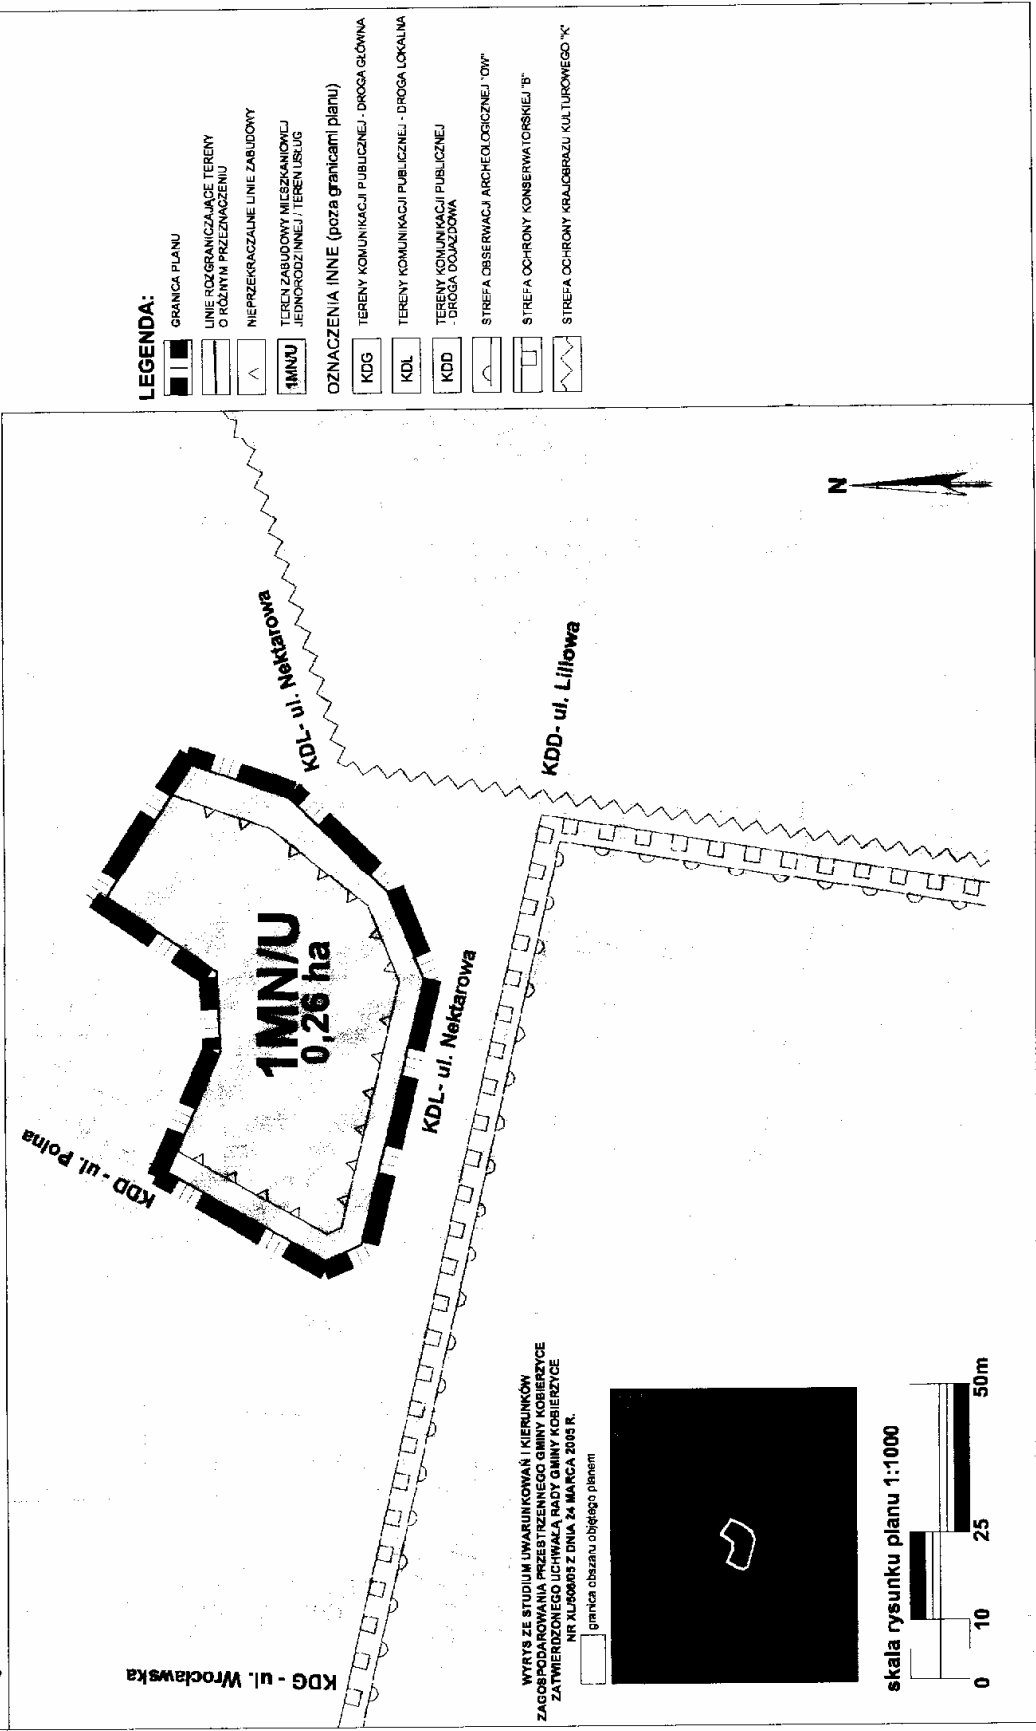 LEGENDA:
GRANICA PLANU
LINIE ROZGRANICZAJĄCE TERENY
O RÓŻNYM PRZEZNACZENIU
NIEPRZEKRACZALNE LINIE ZABUDOWY
1MN/U
TEREN ZABUDOWY MIESZKANIOWEJ
JEDNORODZINNEJ / TEREN USŁUG
OZNACZENIA INNE (poza granicami planu)
KDG
TERENY KOMUNIKACJI PUBLICZNEJ - DROGA GŁÓWNA
KDL
TERENY KOMUNIKACJI PUBLICZNEJ - DROGA LOKALNA
KDD
TERENY KOMUNIKACJI PUBLICZNEJ
- DROGA DOJAZDOWA
STREFA OBSERWACJI ARCHEOLOGICZNEJ "OW"
STREFA OCHRONY KONSERWATORSKIEJ "B"
STREFA OCHRONY KRAJOBRAZU KULTUROWEGO "K"
KDD - ul. Polna
1MN/U
0,26 ha
KDL- ul. Nektarowa
KDL- ul. Nektarowa
KDD- ul. Liliowa
KDG - ul. Wrocławska
N
WYRYS ZE STUDIUM UWARUNKOWAŃ I KIERUNKÓW
ZAGOSPODAROWANIA PRZESTRZENNEGO GMINY KOBIERZYCE
ZATWIERDZONEGO UCHWAŁĄ RADY GMINY KOBIERZYCE
NR XL/506/05 Z DNIA 24 MARCA 2005 R.
granica obszaru objętego planem
skala rysunku planu 1:1000
0 10 25 50m